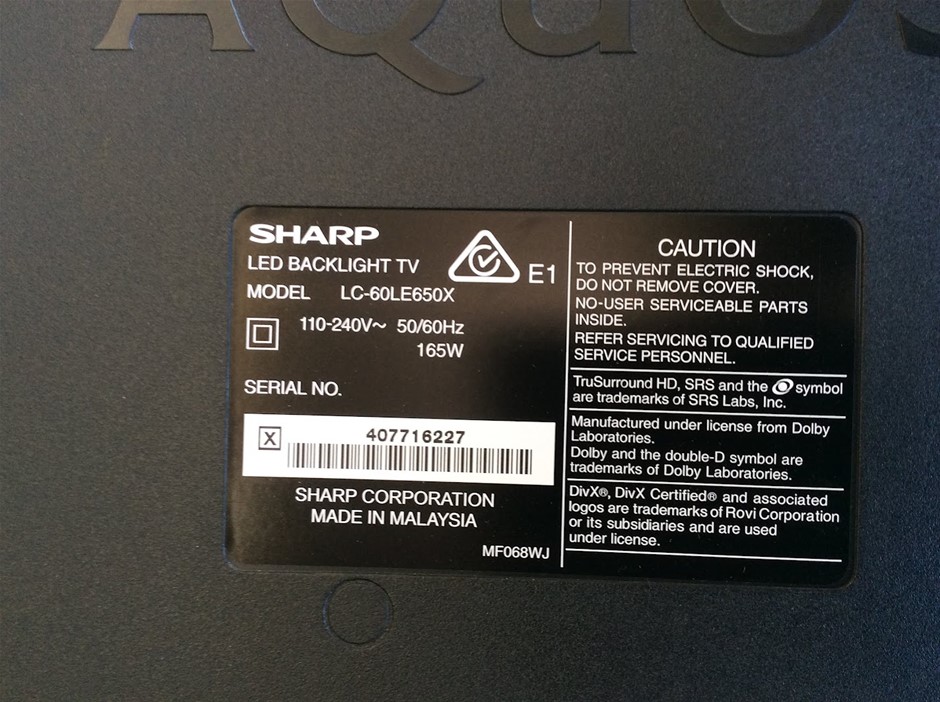 AQUOS
SHARP
LED BACKLIGHT TV
E1
MODEL LC-60LE650X
110-240V~ 50/60Hz
165W
SERIAL NO.
X
407716227
SHARP CORPORATION
MADE IN MALAYSIA
MF068WJ
CAUTION
TO PREVENT ELECTRIC SHOCK,
DO NOT REMOVE COVER.
NO-USER SERVICEABLE PARTS
INSIDE.
REFER SERVICING TO QUALIFIED
SERVICE PERSONNEL.
TruSurround HD, SRS and the symbol
are trademarks of SRS Labs, Inc.
Manufactured under license from Dolby
Laboratories.
Dolby and the double-D symbol are
trademarks of Dolby Laboratories.
DivX®, DivX Certified® and associated
logos are trademarks of Rovi Corporation
or its subsidiaries and are used
under license.